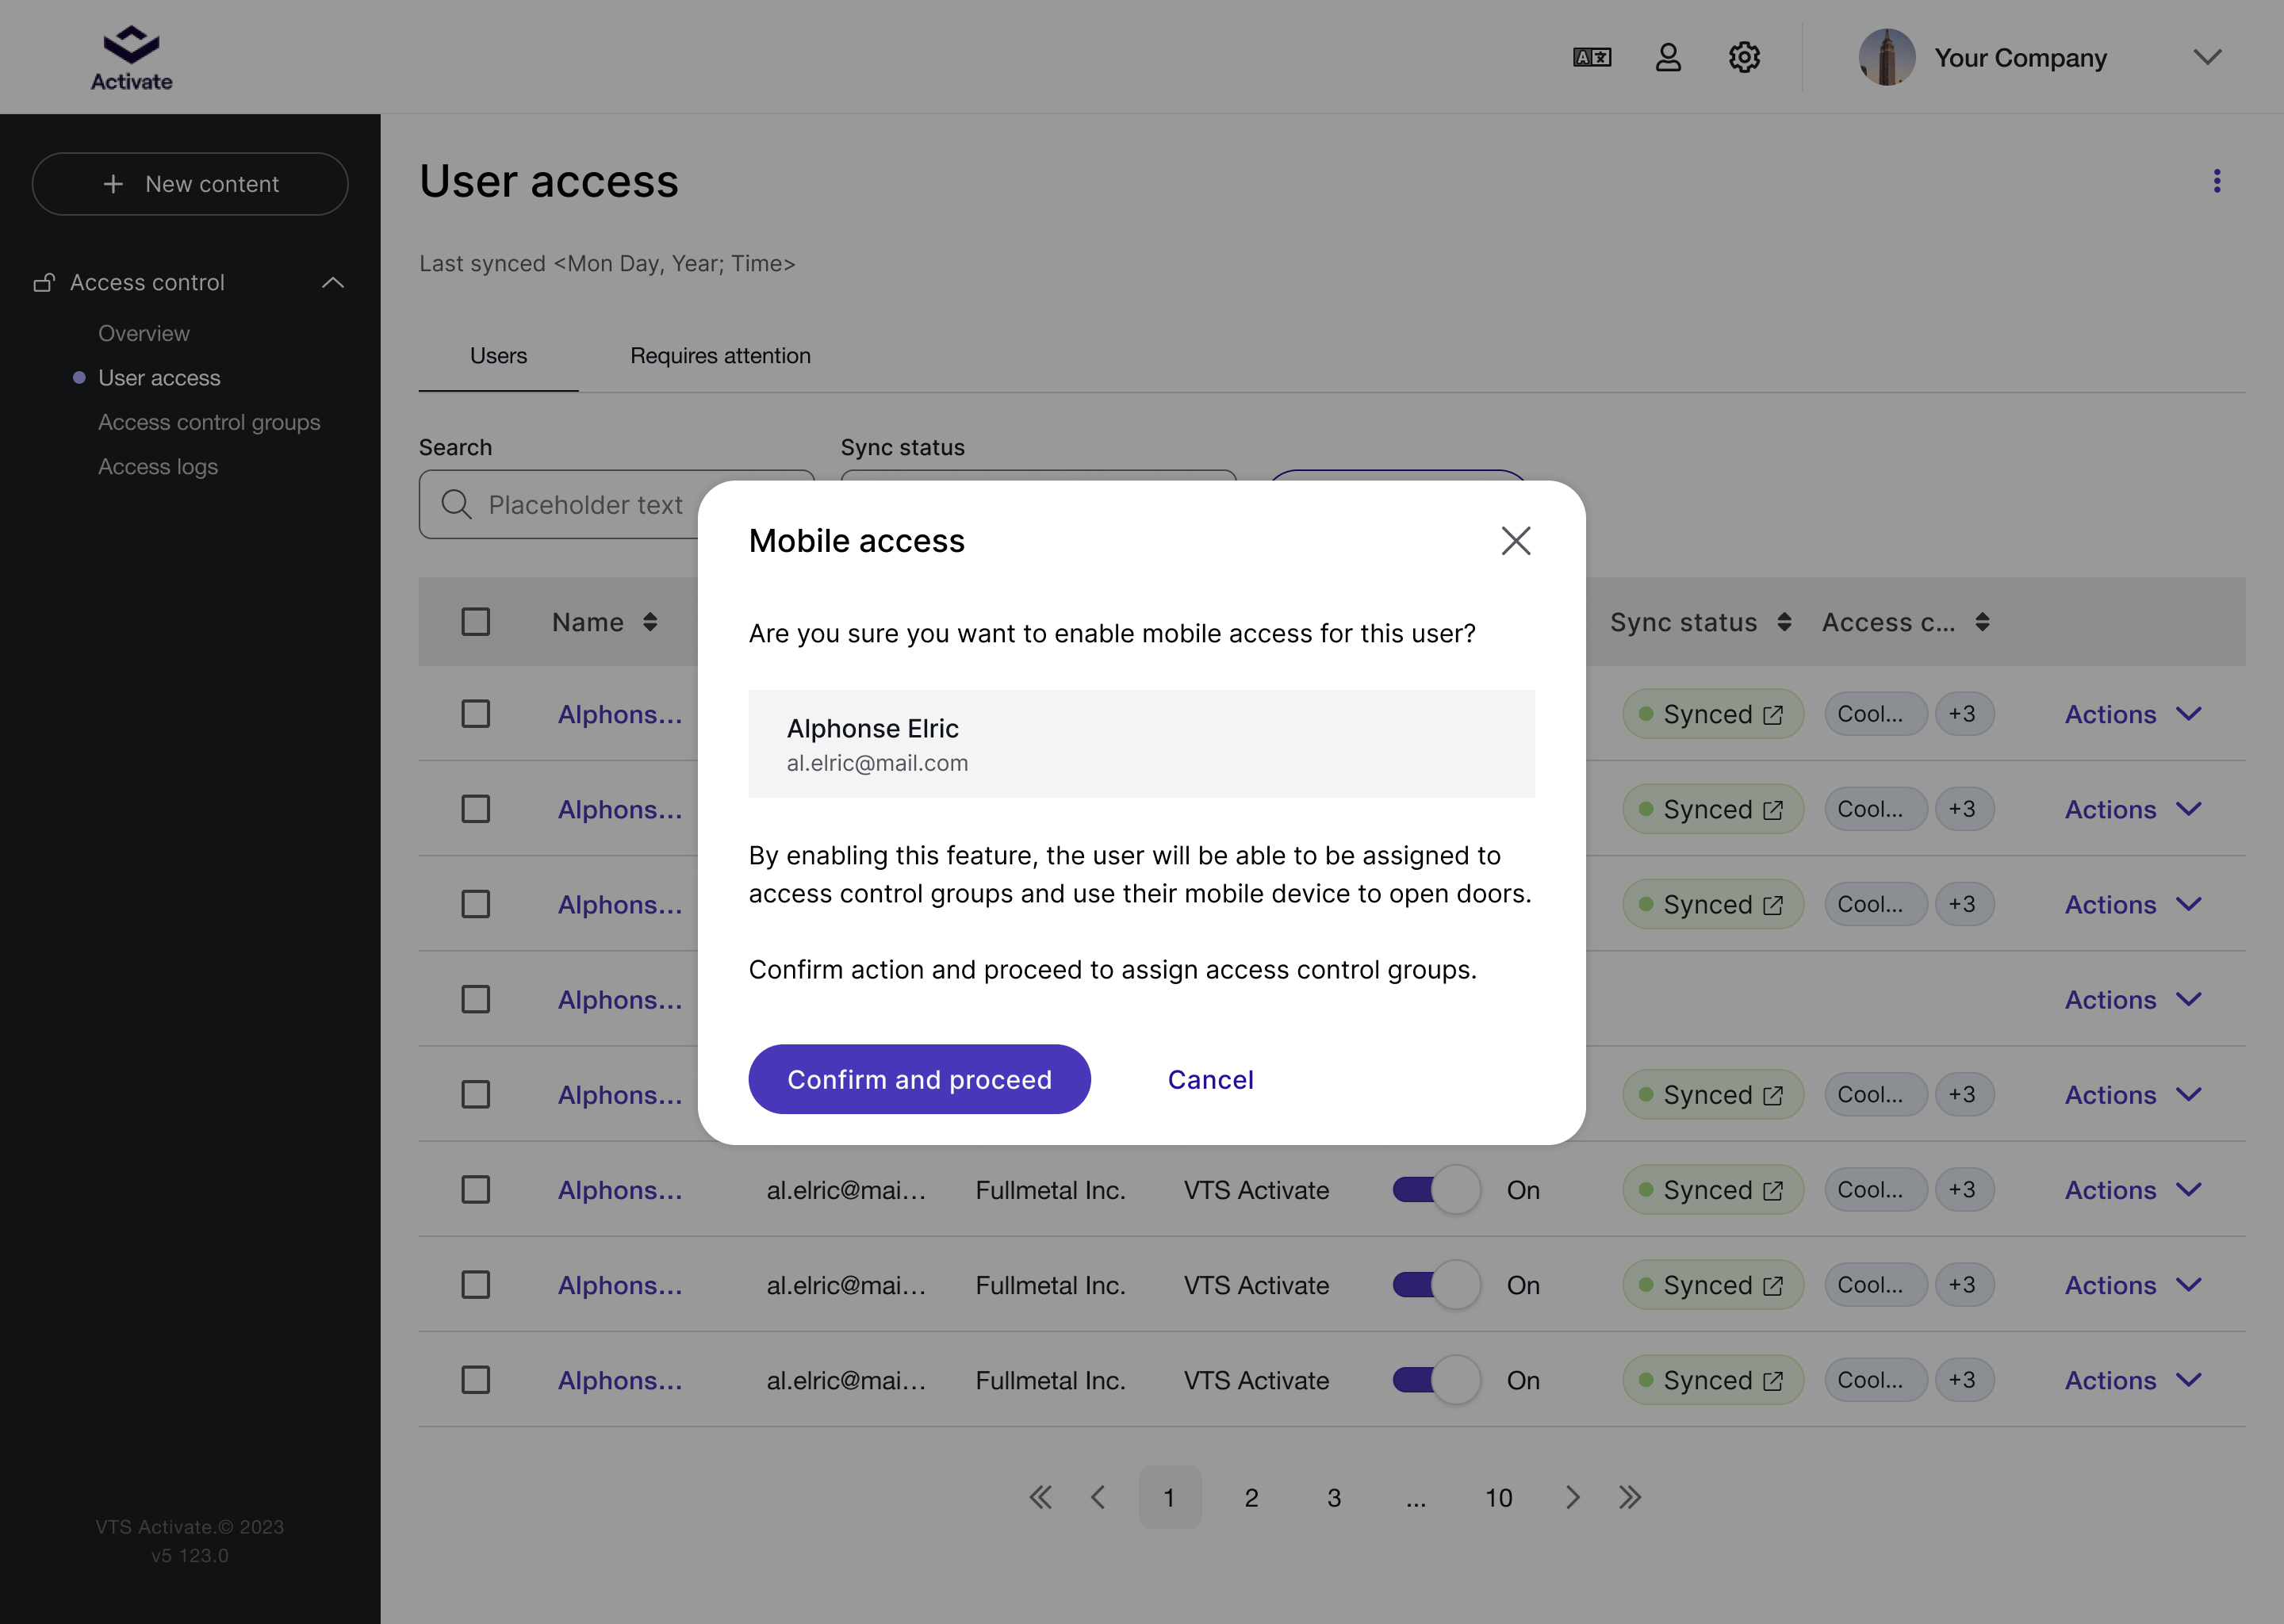 Activate
Your Company
New content
Access control
Overview
User access
Access control groups
Access logs
VTS Activate.© 2023
v5 123.0
User access
Last synced <Mon Day, Year; Time>
Users Requires attention
Search Sync status
Placeholder text
Name Sync status Access c...
Alphons... Synced Cool... +3 Actions
Alphons... Synced Cool... +3 Actions
Alphons... Synced Cool... +3 Actions
Alphons... Actions
Alphons... Synced Cool... +3 Actions
Alphons... al.elric@mai... Fullmetal Inc. VTS Activate On Synced Cool... +3 Actions
Alphons... al.elric@mai... Fullmetal Inc. VTS Activate On Synced Cool... +3 Actions
Alphons... al.elric@mai... Fullmetal Inc. VTS Activate On Synced Cool... +3 Actions
1 2 3 ... 10
Mobile access
Are you sure you want to enable mobile access for this user?
Alphonse Elric
al.elric@mail.com
By enabling this feature, the user will be able to be assigned to
access control groups and use their mobile device to open doors.
Confirm action and proceed to assign access control groups.
Confirm and proceed Cancel